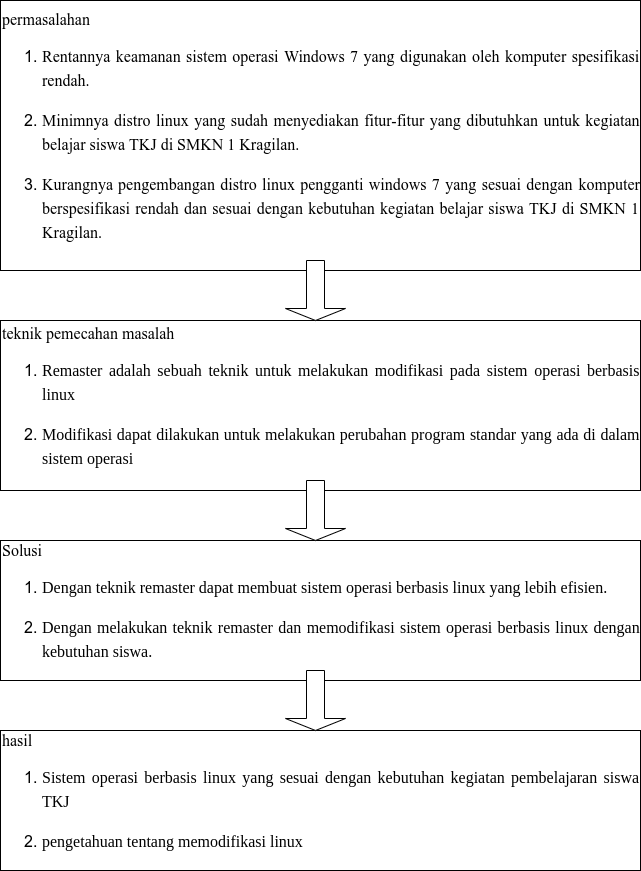 permasalahan
1. Rentannya keamanan sistem operasi Windows 7 yang digunakan oleh komputer spesifikasi
rendah.
2. Minimnya distro linux yang sudah menyediakan fitur-fitur yang dibutuhkan untuk kegiatan
belajar siswa TKJ di SMKN 1 Kragilan.
3. Kurangnya pengembangan distro linux pengganti windows 7 yang sesuai dengan komputer
berspesifikasi rendah dan sesuai dengan kebutuhan kegiatan belajar siswa TKJ di SMKN 1
Kragilan.
teknik pemecahan masalah
1. Remaster adalah sebuah teknik untuk melakukan modifikasi pada sistem operasi berbasis
linux
2. Modifikasi dapat dilakukan untuk melakukan perubahan program standar yang ada di dalam
sistem operasi
Solusi
1. Dengan teknik remaster dapat membuat sistem operasi berbasis linux yang lebih efisien.
2. Dengan melakukan teknik remaster dan memodifikasi sistem operasi berbasis linux dengan
kebutuhan siswa.
hasil
1. Sistem operasi berbasis linux yang sesuai dengan kebutuhan kegiatan pembelajaran siswa
TKJ
2. pengetahuan tentang memodifikasi linux